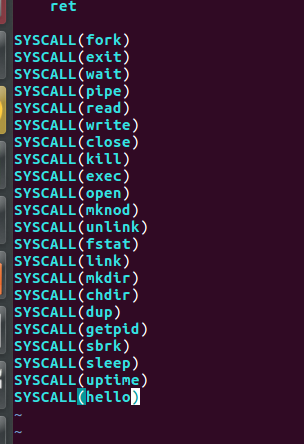 ret
SYSCALL(fork)
SYSCALL(exit)
SYSCALL(wait)
SYSCALL(pipe)
SYSCALL(read)
SYSCALL(write)
SYSCALL(close)
SYSCALL(kill)
SYSCALL(exec)
SYSCALL(open)
SYSCALL(mknod)
SYSCALL(unlink)
SYSCALL(fstat)
SYSCALL(link)
SYSCALL(mkdir)
SYSCALL(chdir)
SYSCALL(dup)
SYSCALL(getpid)
SYSCALL(sbrk)
SYSCALL(sleep)
SYSCALL(uptime)
SYSCALL(hello)
~
~